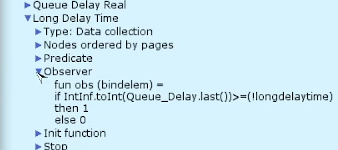 Queue Delay Real
Long Delay Time
Type: Data collection
Nodes ordered by pages
Predicate
Observer
fun obs (bindelem) =
if IntInf.toInt(Queue_Delay.last())>=(!longdelaytime)
then 1
else 0
Init function
Stop